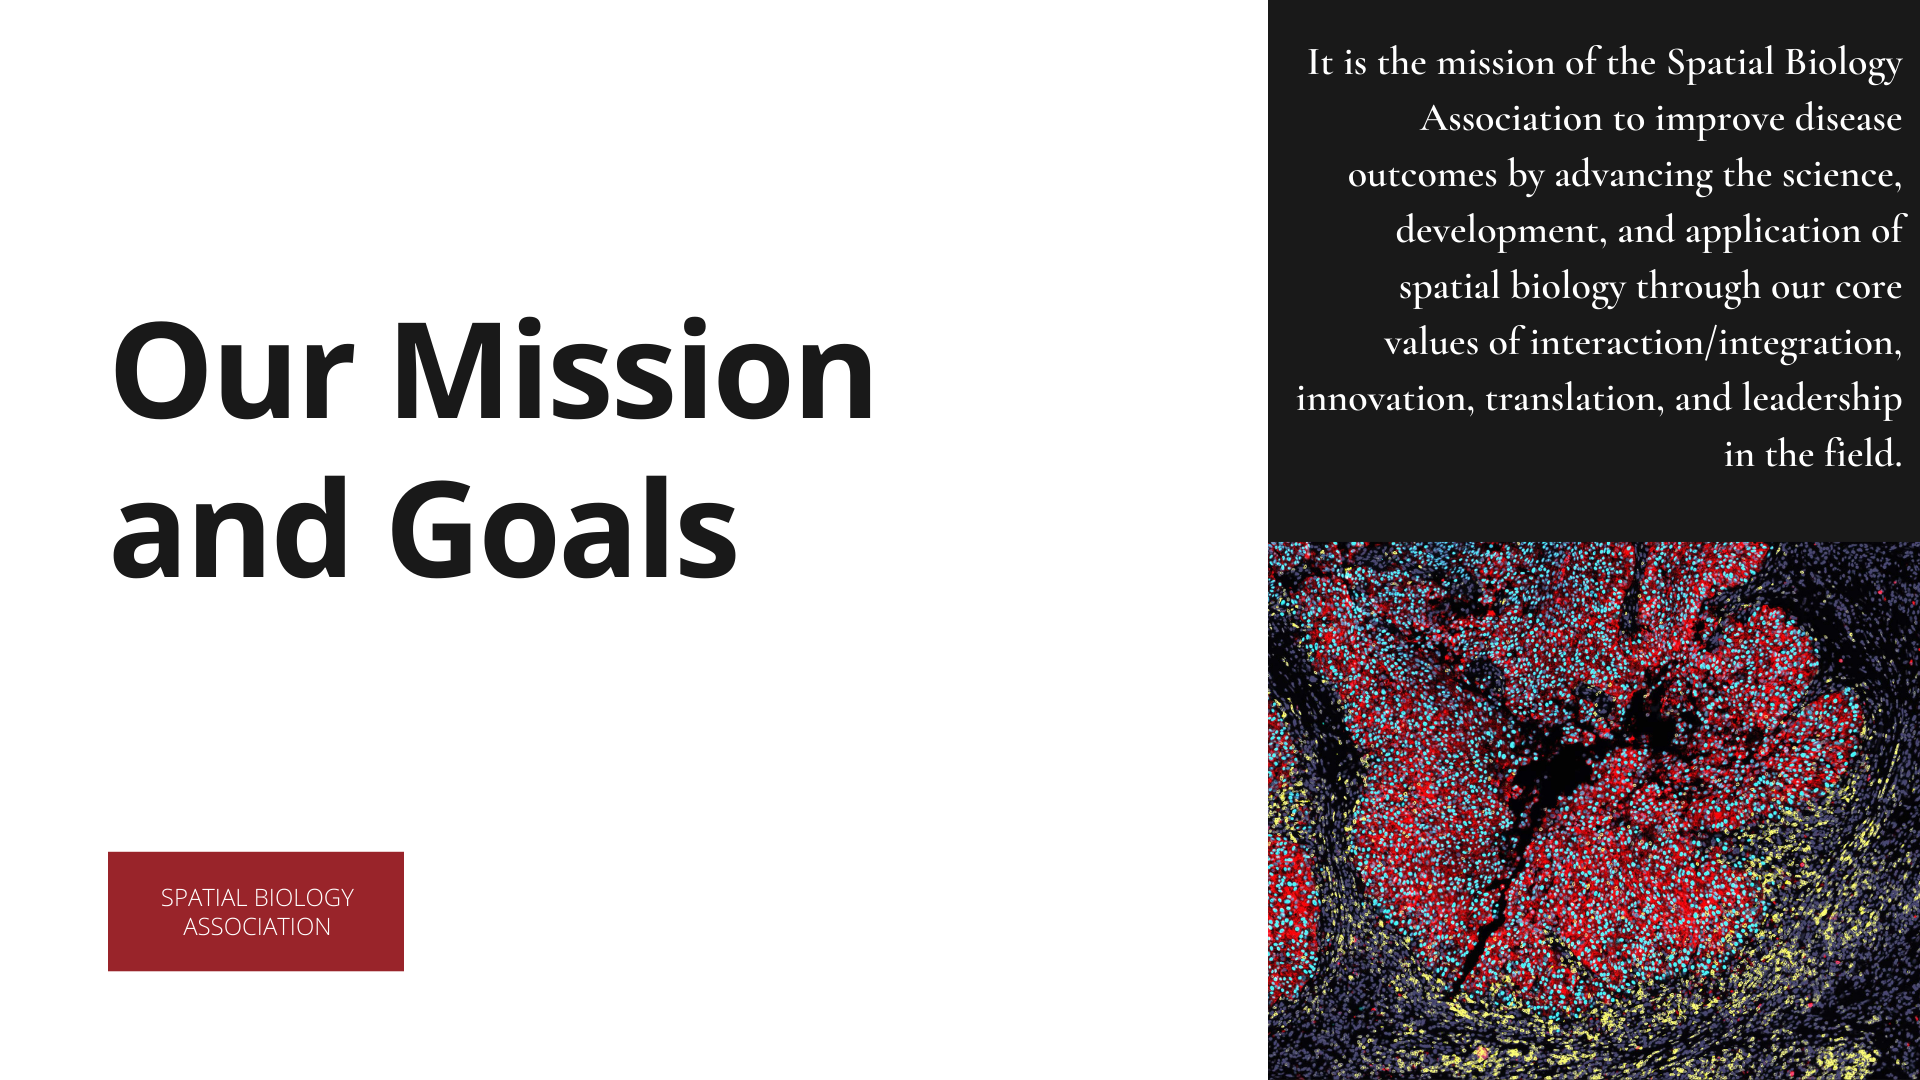 Our Mission
and Goals
SPATIAL BIOLOGY
ASSOCIATION
It is the mission of the Spatial Biology
Association to improve disease
outcomes by advancing the science,
development, and application of
spatial biology through our core
values of interaction/integration,
innovation, translation, and leadership
in the field.